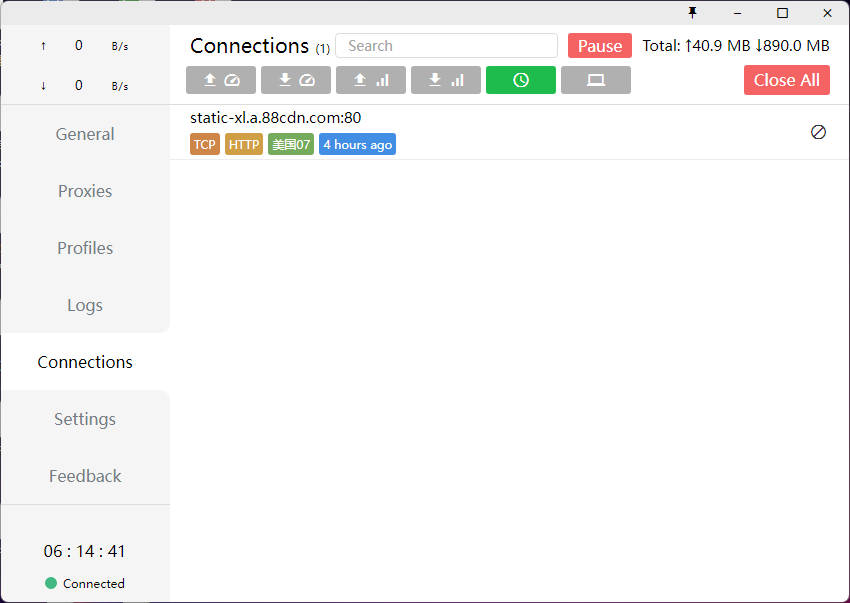 ↑ 0 B/s
↓ 0 B/s
General
Proxies
Profiles
Logs
Connections
Settings
Feedback
06 : 14 : 41
Connected
Connections (1) Search Pause Total: ↑40.9 MB ↓890.0 MB
Close All
static-xl.a.88cdn.com:80
TCP HTTP 美国07 4 hours ago